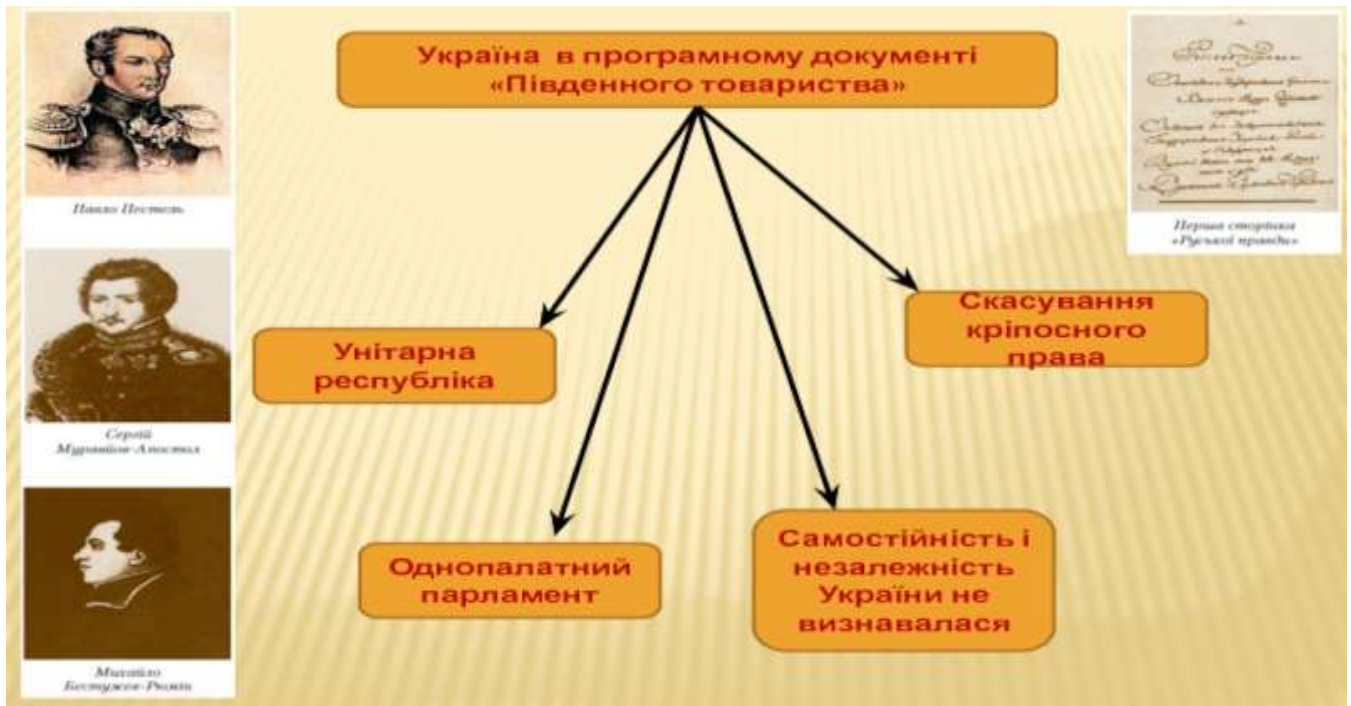 Україна в програмному документі
«Південного товариства»
Павло Пестель
Сергій
Муравйов-Апостол
Михайло
Бестужев-Рюмін
Перша сторінка
«Руської правди»
Унітарна
республіка
Скасування
кріпосного
права
Однопалатний
парламент
Самостійність і
незалежність
України не
визнавалася